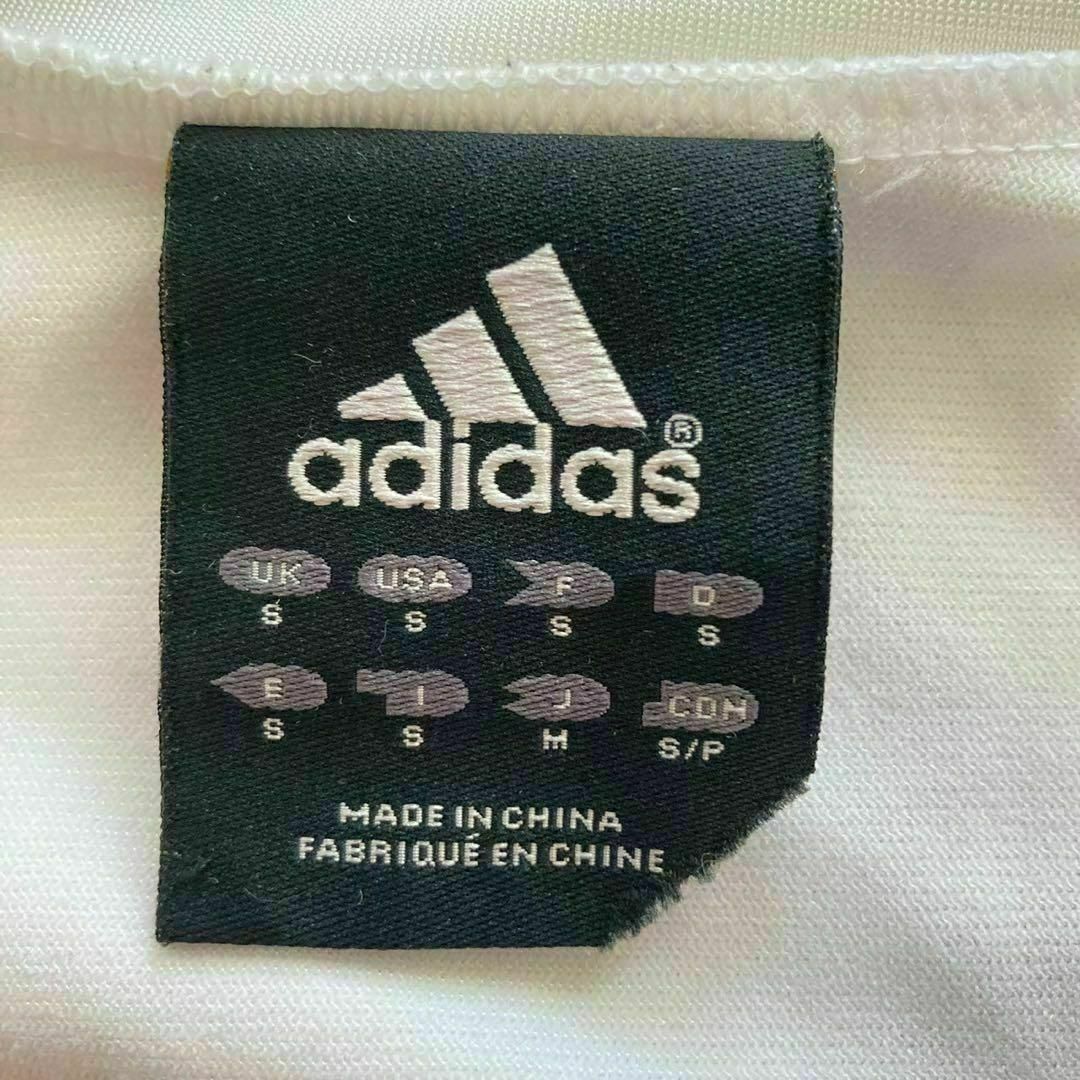 adidas®
UK USA F D
S S S S
E I J CDN
S S M S/P
MADE IN CHINA
FABRIQUÉ EN CHINE